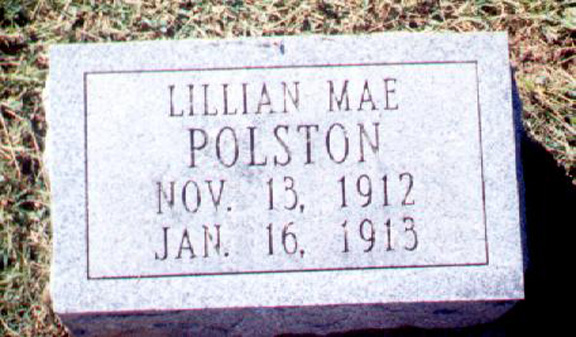 LILLIAN MAE
POLSTON
NOV. 13, 1912
JAN. 16, 1913